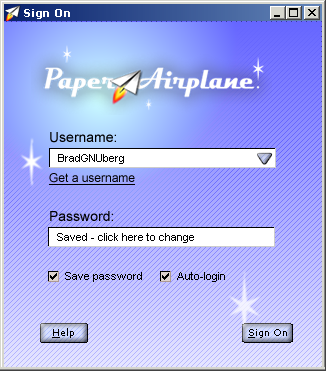 Sign On
Paper Airplane
Username:
BradGNUberg
Get a username
Password:
Saved - click here to change
Save password Auto-login
Help Sign On